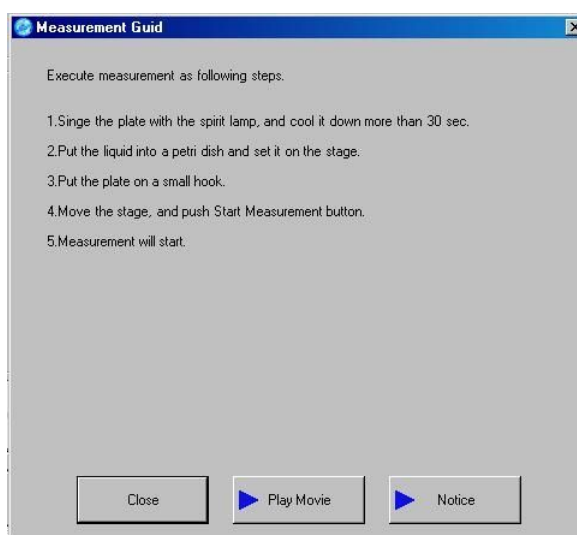 Measurement Guid
Execute measurement as following steps.
1.Singe the plate with the spirit lamp, and cool it down more than 30 sec.
2.Put the liquid into a petri dish and set it on the stage.
3.Put the plate on a small hook.
4.Move the stage, and push Start Measurement button.
5.Measurement will start.
Close
Play Movie
Notice